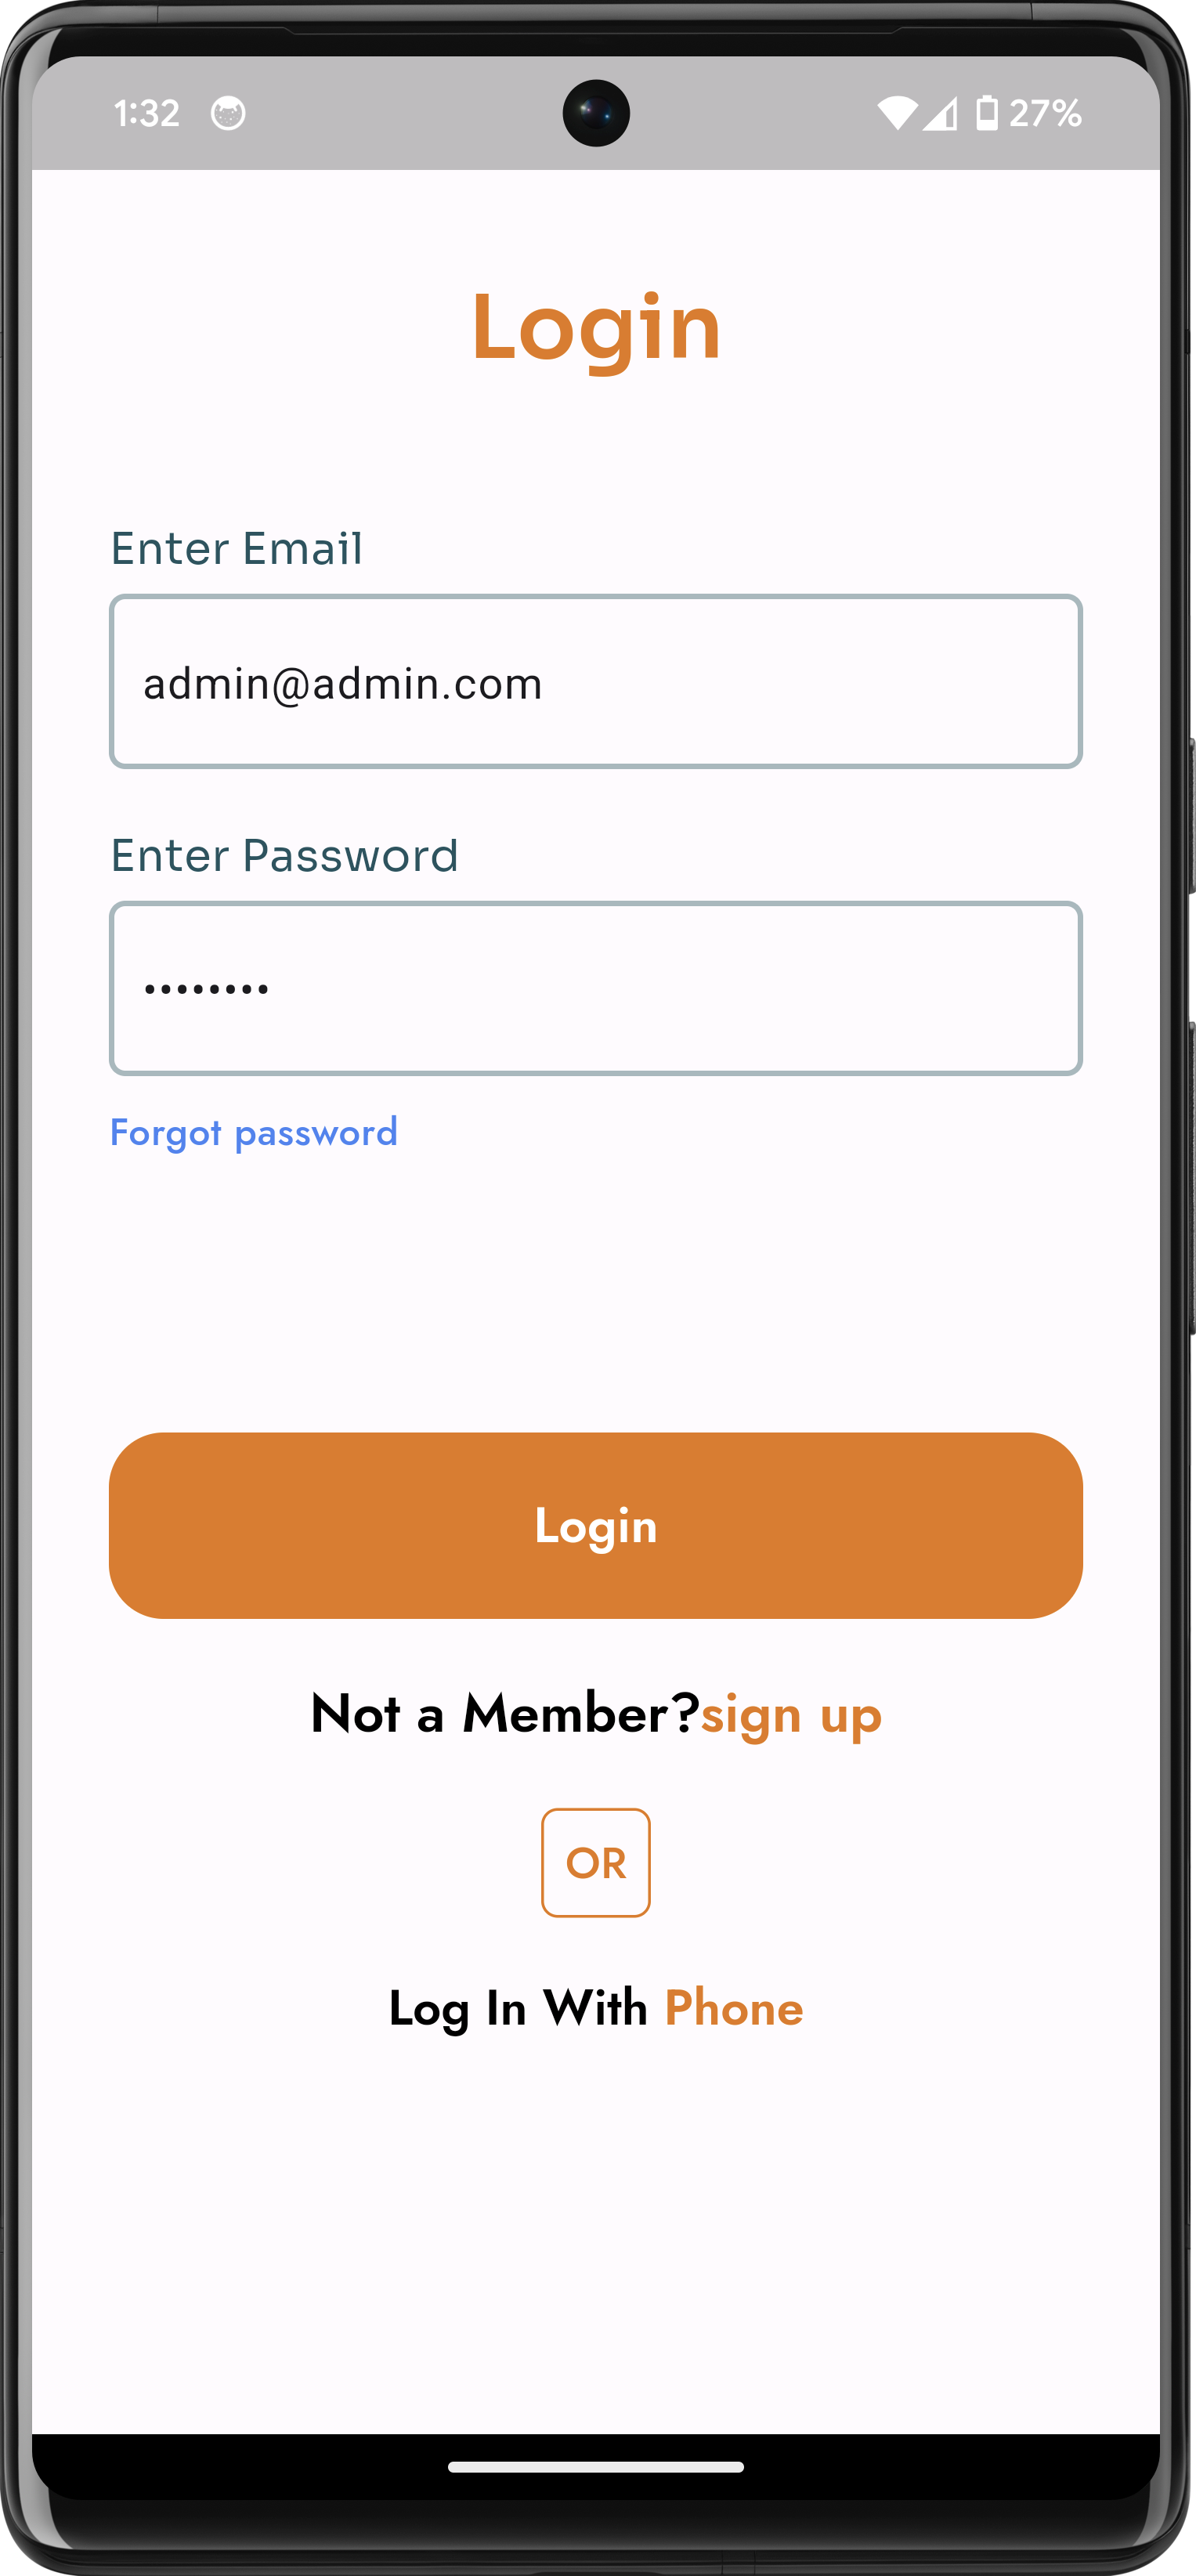 1:32 27%
Login
Enter Email
admin@admin.com
Enter Password
••••••••
Forgot password
Login
Not a Member?sign up
OR
Log In With Phone